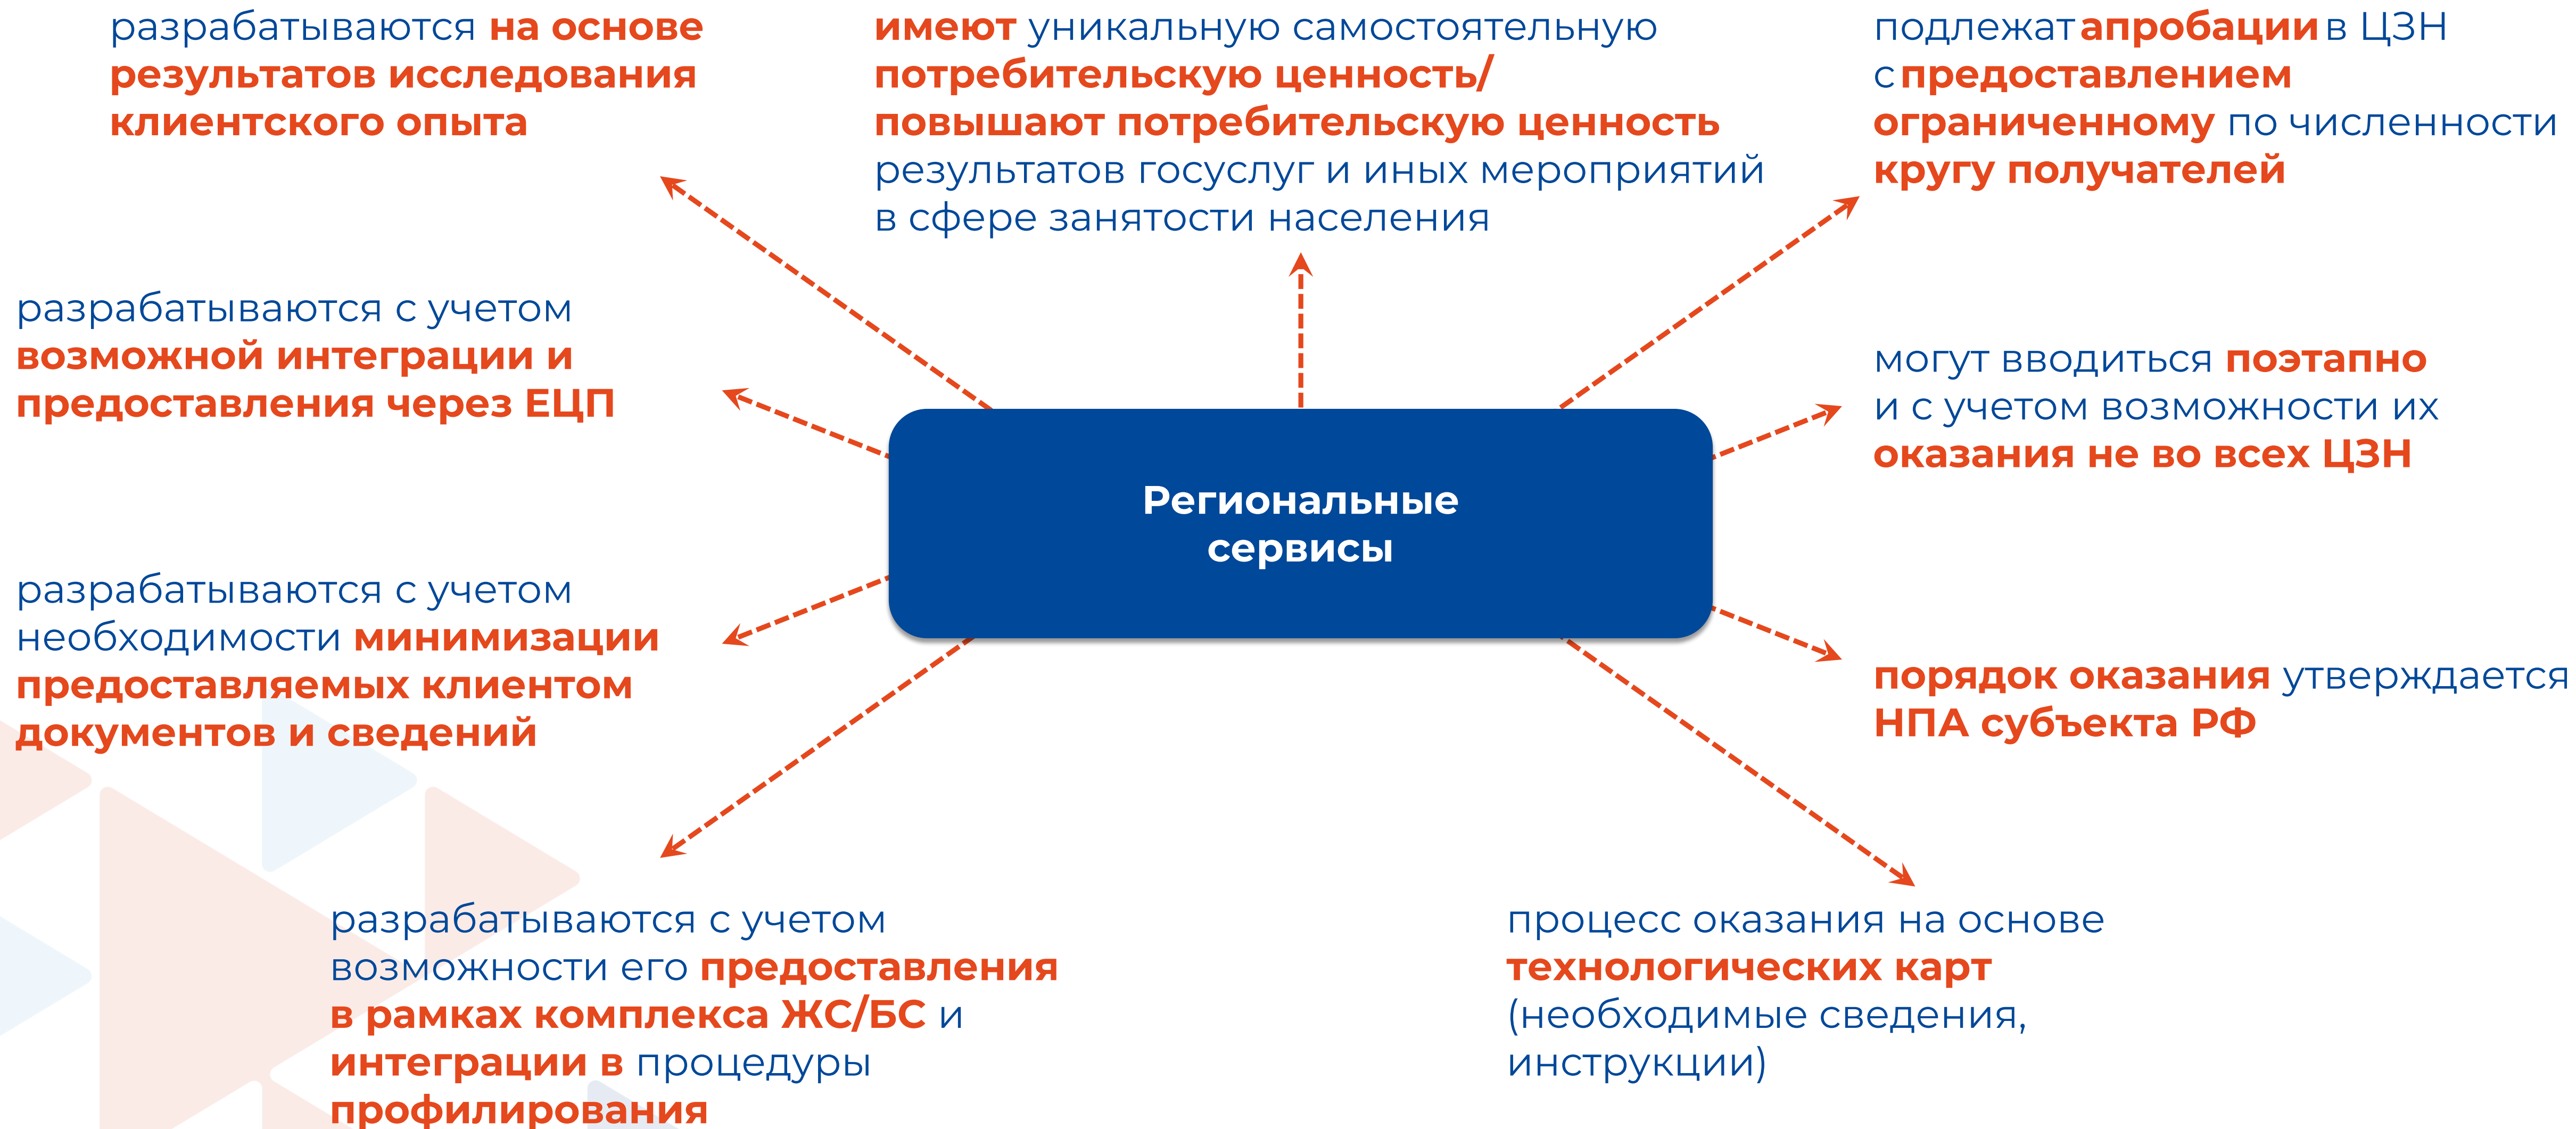 разрабатываются на основе
результатов исследования
клиентского опыта
имеют уникальную самостоятельную
потребительскую ценность/
повышают потребительскую ценность
результатов госуслуг и иных мероприятий
в сфере занятости населения
подлежат апробации в ЦЗН
с предоставлением
ограниченному по численности
кругу получателей
разрабатываются с учетом
возможной интеграции и
предоставления через ЕЦП
могут вводиться поэтапно
и с учетом возможности их
оказания не во всех ЦЗН
Региональные
сервисы
разрабатываются с учетом
необходимости минимизации
предоставляемых клиентом
документов и сведений
порядок оказания утверждается
НПА субъекта РФ
разрабатываются с учетом
возможности его предоставления
в рамках комплекса ЖС/БС и
интеграции в процедуры
профилирования
процесс оказания на основе
технологических карт
(необходимые сведения,
инструкции)